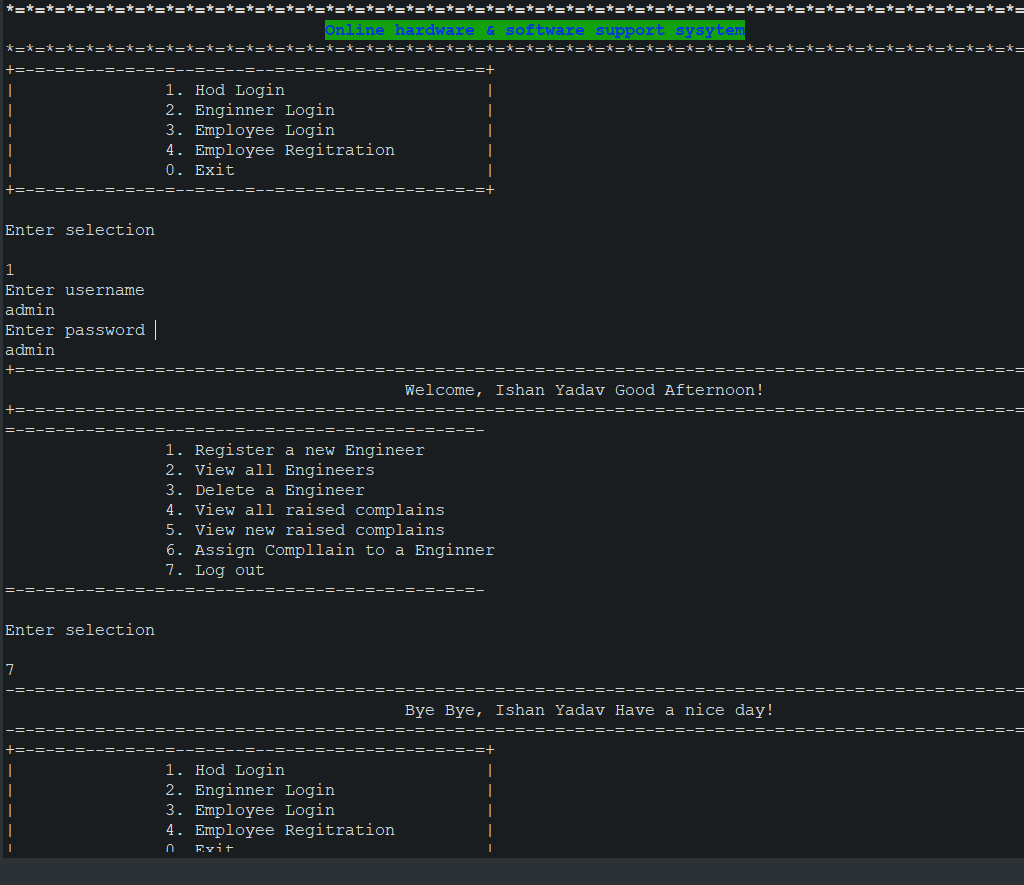 *=*=*=*=*=*=*=*=*=*=*=*=*=*=*=*=*=*=*=*=*=*=*=*=*=*=*=*=*=*=*=*=*=*=*=*=*=*=*=*=*=*=*=*=*=*=*=*=*=*=*=
Online hardware & software support sysytem
*=*=*=*=*=*=*=*=*=*=*=*=*=*=*=*=*=*=*=*=*=*=*=*=*=*=*=*=*=*=*=*=*=*=*=*=*=*=*=*=*=*=*=*=*=*=*=*=*=*=*=
+=-=-=-=--=-=-=-=--=-=--=--=-=-=-=-=-=-=-=-=-=-=+
| 1. Hod Login |
| 2. Enginner Login |
| 3. Employee Login |
| 4. Employee Regitration |
| 0. Exit |
+=-=-=-=--=-=-=-=--=-=--=--=-=-=-=-=-=-=-=-=-=-=+
Enter selection
1
Enter username
admin
Enter password
admin
+=-=-=-=-=-=-=-=-=-=-=-=-=-=-=-=-=-=-=-=-=-=-=-=-=-=-=-=-=-=-=-=-=-=-=-=-=-=-=-=-=-=-=-=-=-=-=-=-=-=-=
Welcome, Ishan Yadav Good Afternoon!
+=-=-=-=-=-=-=-=-=-=-=-=-=-=-=-=-=-=-=-=-=-=-=-=-=-=-=-=-=-=-=-=-=-=-=-=-=-=-=-=-=-=-=-=-=-=-=-=-=-=-=
=-=-=-=--=-=-=-=--=-=--=--=-=-=-=-=-=-=-=-=-=-=-
1. Register a new Engineer
2. View all Engineers
3. Delete a Engineer
4. View all raised complains
5. View new raised complains
6. Assign Compllain to a Enginner
7. Log out
=-=-=-=--=-=-=-=--=-=--=--=-=-=-=-=-=-=-=-=-=-=-
Enter selection
7
-=-=-=-=-=-=-=-=-=-=-=-=-=-=-=-=-=-=-=-=-=-=-=-=-=-=-=-=-=-=-=-=-=-=-=-=-=-=-=-=-=-=-=-=-=-=-=-=-=-=-=
Bye Bye, Ishan Yadav Have a nice day!
-=-=-=-=-=-=-=-=-=-=-=-=-=-=-=-=-=-=-=-=-=-=-=-=-=-=-=-=-=-=-=-=-=-=-=-=-=-=-=-=-=-=-=-=-=-=-=-=-=-=-=
+=-=-=-=--=-=-=-=--=-=--=--=-=-=-=-=-=-=-=-=-=-=+
| 1. Hod Login |
| 2. Enginner Login |
| 3. Employee Login |
| 4. Employee Regitration |
| 0. Exit |